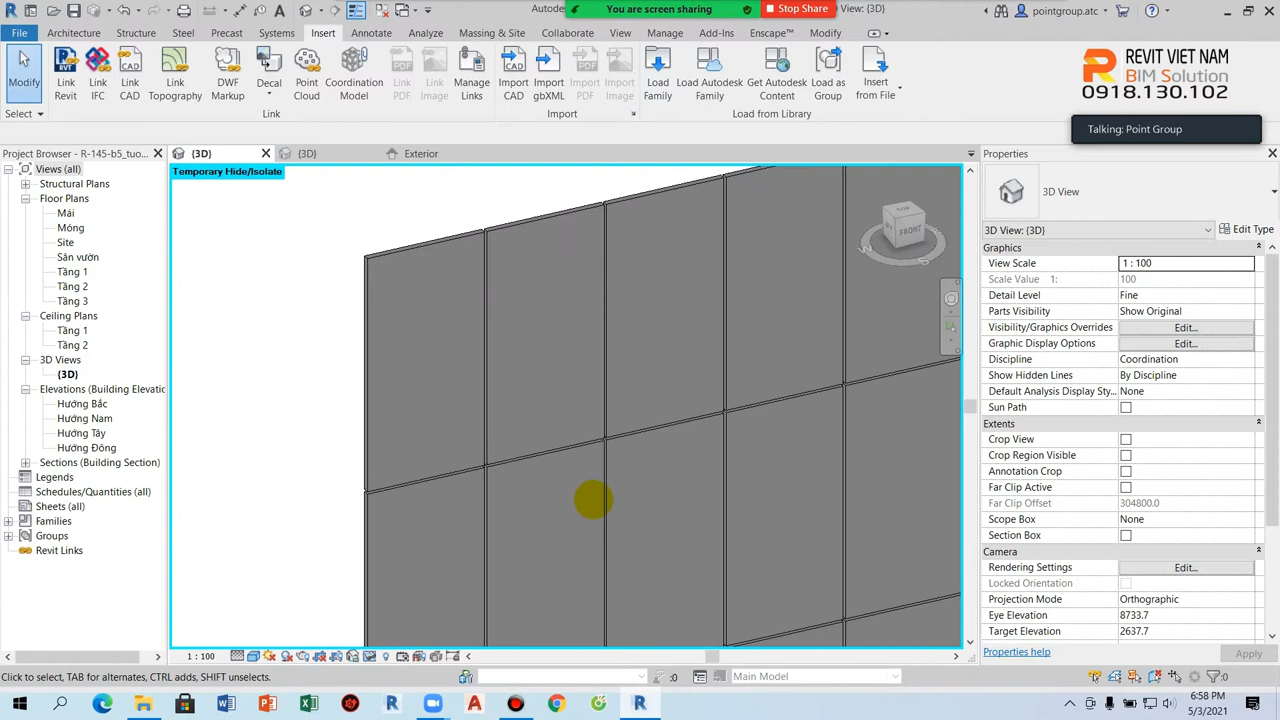 Autodes
You are screen sharing
Stop Share
View: {3D}
pointgroup.atc
File
Architecture
Structure
Steel
Precast
Systems
Insert
Annotate
Analyze
Massing & Site
Collaborate
View
Manage
Add-Ins
Enscape™
Modify
REVIT VIET NAM
BIM Solution
0918.130.102
Modify
Link Revit
Link IFC
Link CAD
Link Topography
DWF Markup
Decal
Point Cloud
Coordination Model
Link PDF
Link Image
Manage Links
Import CAD
Import gbXML
Import PDF
Import Image
Load Family
Load Autodesk Family
Get Autodesk Content
Load as Group
Insert from File
Select
Link
Import
Load from Library
Talking: Point Group
Project Browser - R-145-b5_tuo...
{3D}
{3D}
Exterior
Properties
Temporary Hide/Isolate
Views (all)
Structural Plans
Floor Plans
Mái
Móng
Site
Sân vườn
Tầng 1
Tầng 2
Tầng 3
Ceiling Plans
Tầng 1
Tầng 2
3D Views
{3D}
Elevations (Building Elevatic
Hướng Bắc
Hướng Nam
Hướng Tây
Hướng Đông
Sections (Building Section)
Legends
Schedules/Quantities (all)
Sheets (all)
Families
Groups
Revit Links
TOP
FRONT
W
S
3D View
3D View: {3D}
Edit Type
Graphics
View Scale 1 : 100
Scale Value 1: 100
Detail Level Fine
Parts Visibility Show Original
Visibility/Graphics Overrides Edit...
Graphic Display Options Edit...
Discipline Coordination
Show Hidden Lines By Discipline
Default Analysis Display Sty... None
Sun Path
Extents
Crop View
Crop Region Visible
Annotation Crop
Far Clip Active
Far Clip Offset 304800.0
Scope Box None
Section Box
Camera
Rendering Settings Edit...
Locked Orientation
Projection Mode Orthographic
Eye Elevation 8733.7
Target Elevation 2637.7
Properties help
Apply
1 : 100
Click to select, TAB for alternates, CTRL adds, SHIFT unselects.
:0
Main Model
:0
6:58 PM
5/3/2021